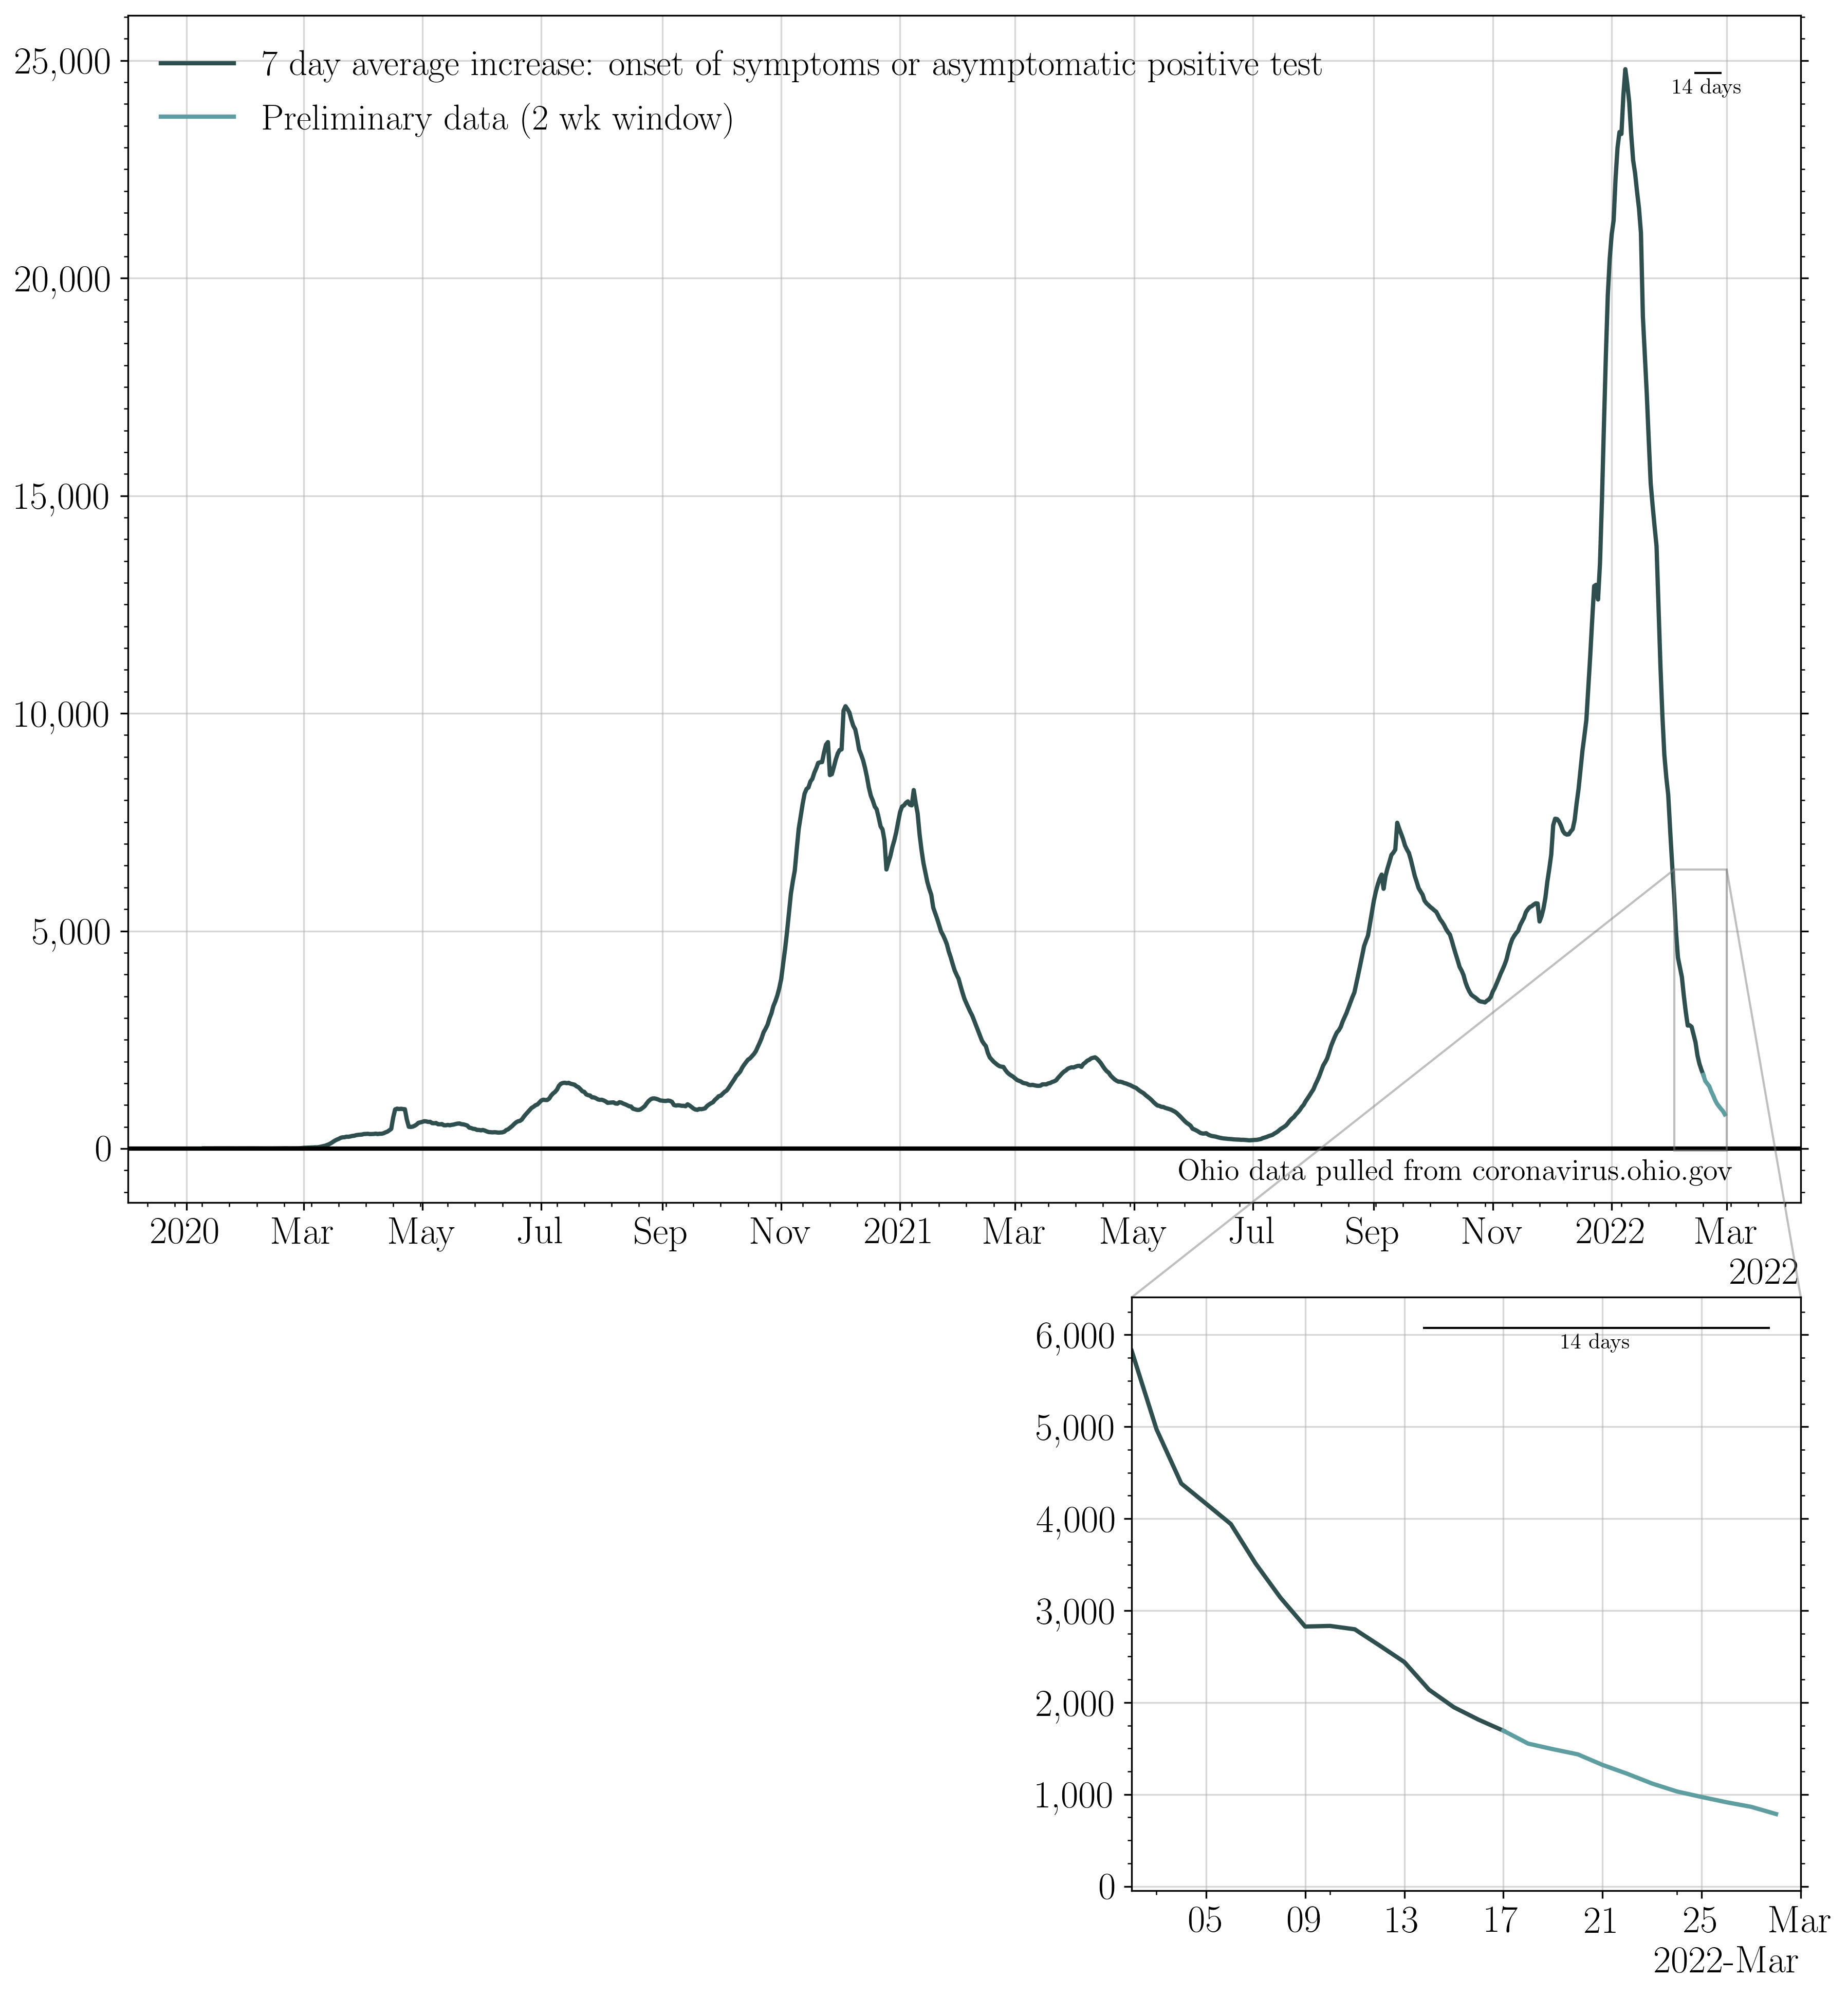 25,000
7 day average increase: onset of symptoms or asymptomatic positive test
14 days
Preliminary data (2 wk window)
20,000
15,000
10,000
5,000
0
Ohio data pulled from coronavirus.ohio.gov
2020 Mar May Jul Sep Nov 2021 Mar May Jul Sep Nov 2022 Mar
2022
6,000
14 days
5,000
4,000
3,000
2,000
1,000
0
05 09 13 17 21 25 Mar
2022-Mar